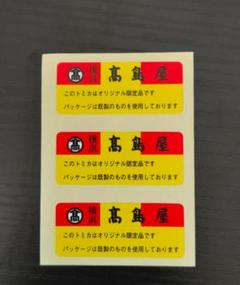 髙 横浜 髙島屋
このトミカはオリジナル限定品です
パッケージは既製のものを使用しております
髙 横浜 髙島屋
このトミカはオリジナル限定品です
パッケージは既製のものを使用しております
髙 横浜 髙島屋
このトミカはオリジナル限定品です
パッケージは既製のものを使用しております